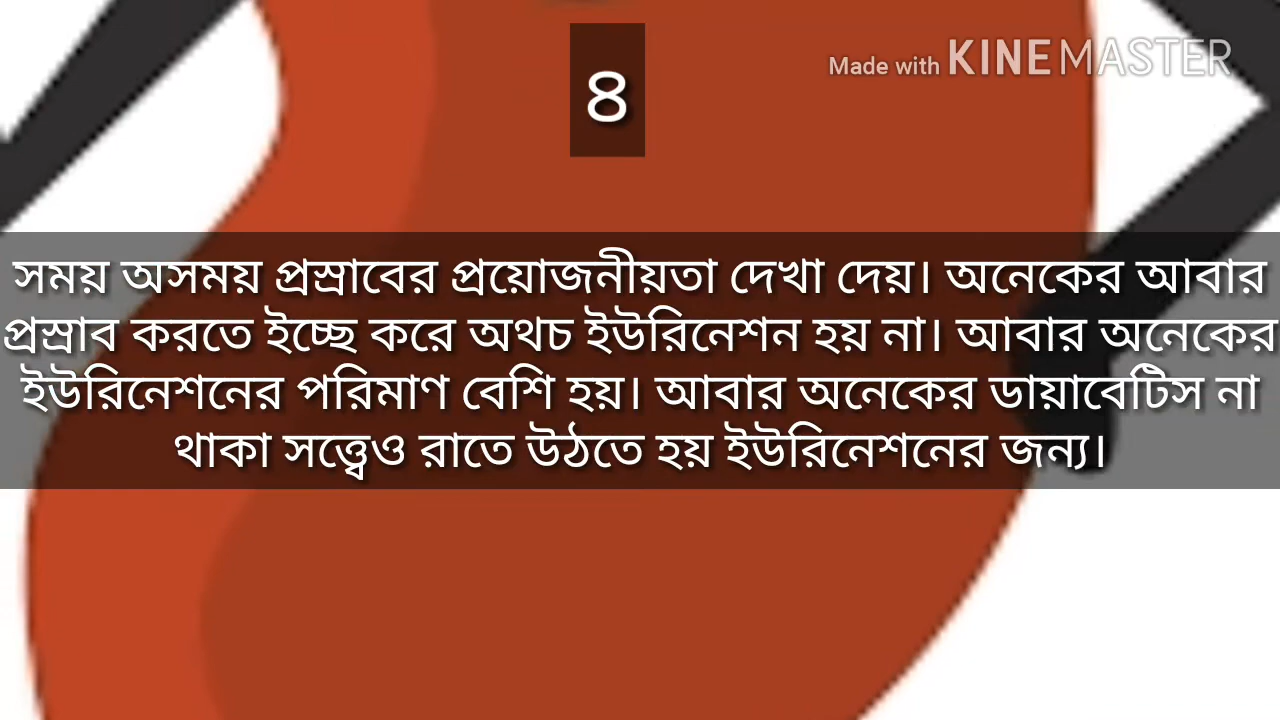 Made with KINEMASTER
৪
সময় অসময় প্রস্রাবের প্রয়োজনীয়তা দেখা দেয়। অনেকের আবার
প্রস্রাব করতে ইচ্ছে করে অথচ ইউরিনেশন হয় না। আবার অনেকের
ইউরিনেশনের পরিমাণ বেশি হয়। আবার অনেকের ডায়াবেটিস না
থাকা সত্ত্বেও রাতে উঠতে হয় ইউরিনেশনের জন্য।